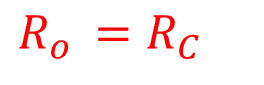 R_o = R_C